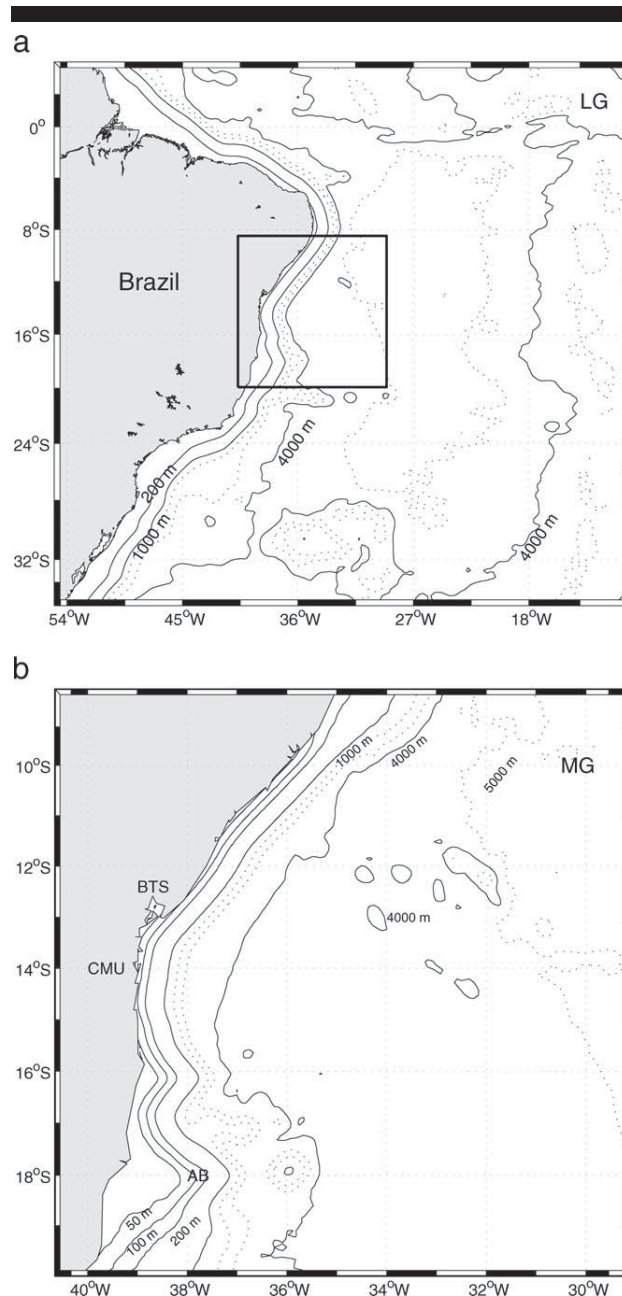 a
LG
0°
8°S
Brazil
16°S
24°S
4000 m
200 m
1000 m
4000 m
32°S
54°W 45°W 36°W 27°W 18°W
b
1000 m
4000 m
5000 m
MG
10°S
12°S
BTS
4000 m
CMU
14°S
16°S
AB
18°S
50 m
100 m
200 m
40°W 38°W 36°W 34°W 32°W 30°W